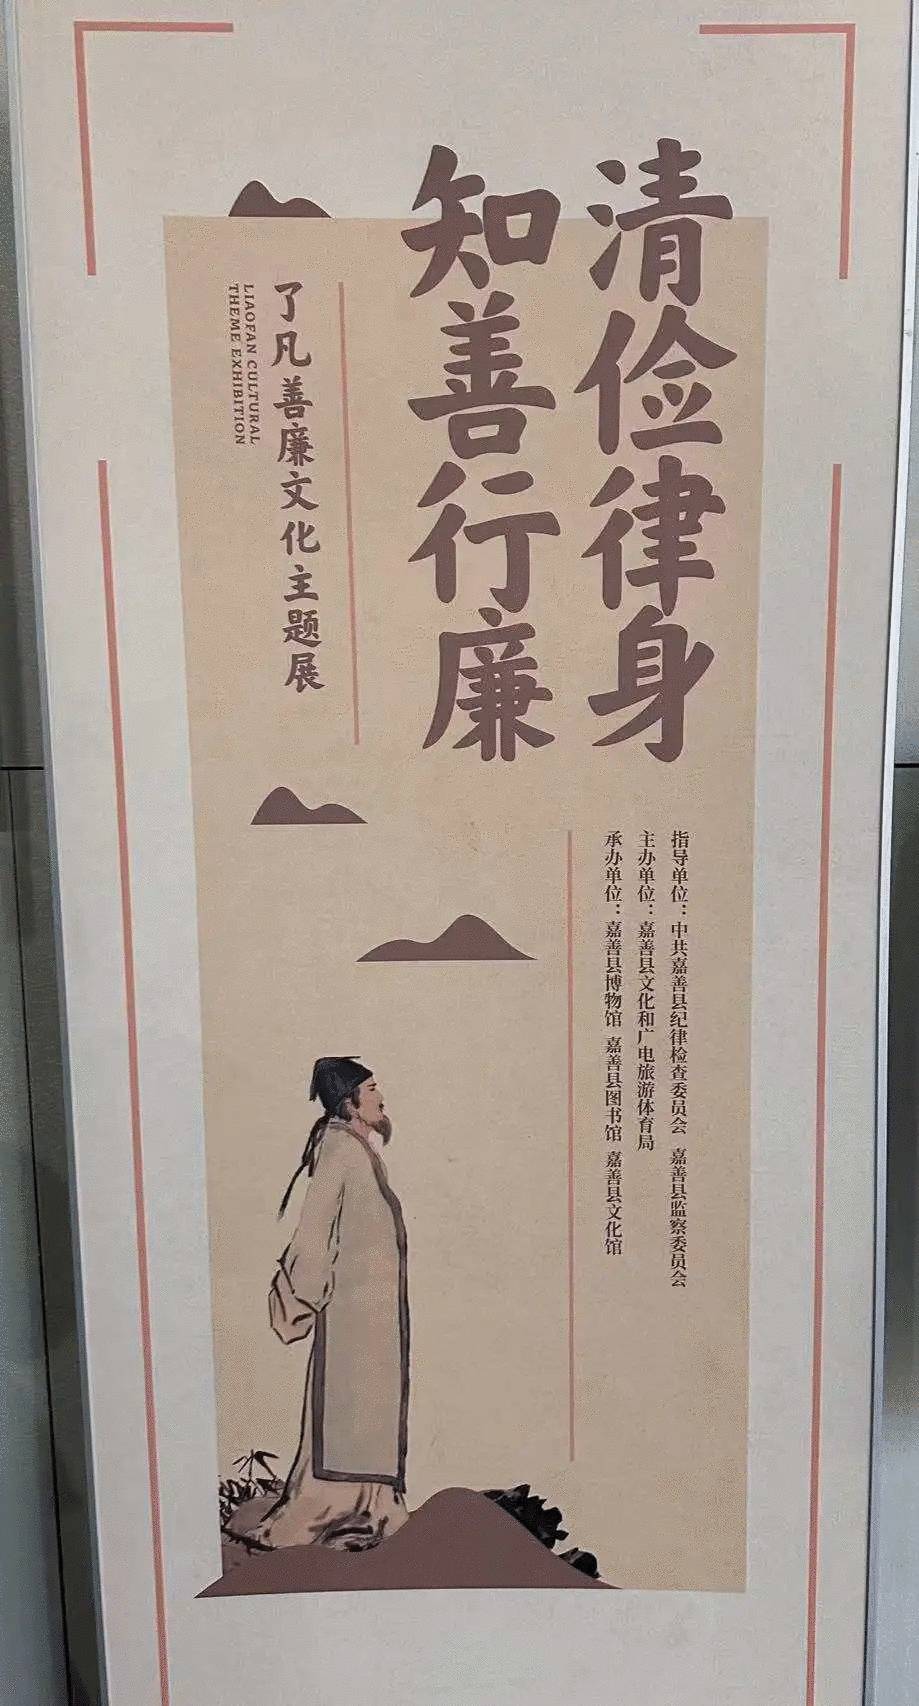 清俭律身
知善行廉
了凡善廉文化主题展
LIAOFAN CULTURAL
THEME EXHIBITION
指导单位：中共嘉善县纪律检查委员会 嘉善县监察委员会
主办单位：嘉善县文化和广电旅游体育局
承办单位：嘉善县博物馆 嘉善县图书馆 嘉善县文化馆